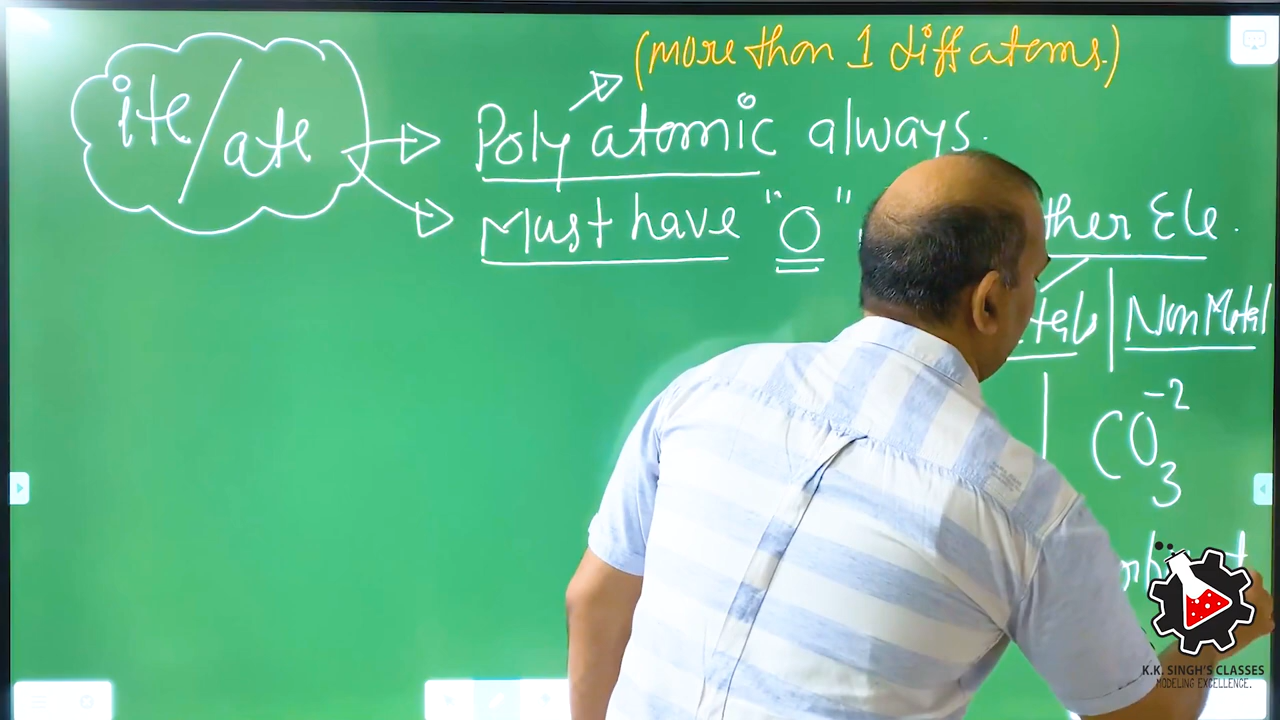 (more than 1 diff atoms.)
ite/ate
Poly atomic always.
Must have "O"
ther Ele.
Non Metal
CO₃⁻²
K.K. SINGH'S CLASSES
MODELING EXCELLENCE.